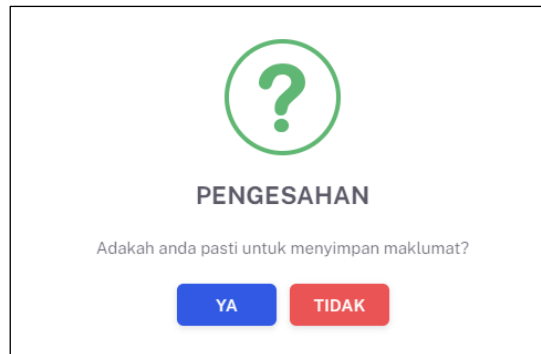 ?
PENGESAHAN
Adakah anda pasti untuk menyimpan maklumat?
YA TIDAK